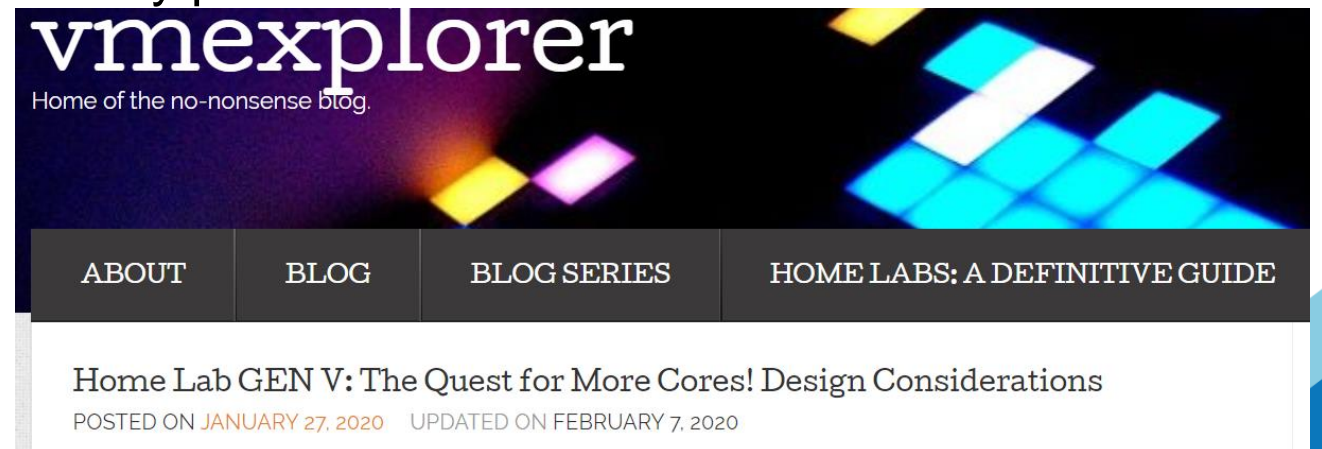 vmexplorer
Home of the no-nonsense blog.
ABOUT BLOG BLOG SERIES HOME LABS: A DEFINITIVE GUIDE
Home Lab GEN V: The Quest for More Cores! Design Considerations
POSTED ON JANUARY 27, 2020 UPDATED ON FEBRUARY 7, 2020